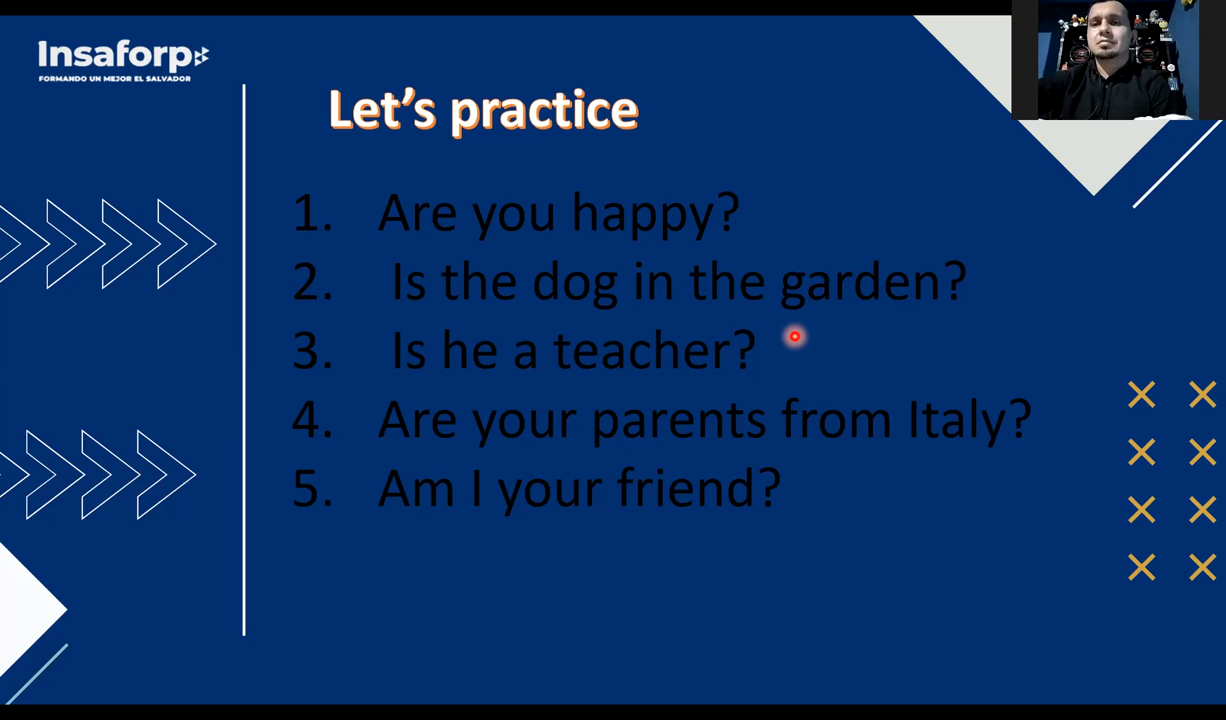 Insaforp
FORMANDO UN MEJOR EL SALVADOR
Let's practice
1. Are you happy?
2. Is the dog in the garden?
3. Is he a teacher?
4. Are your parents from Italy?
5. Am I your friend?